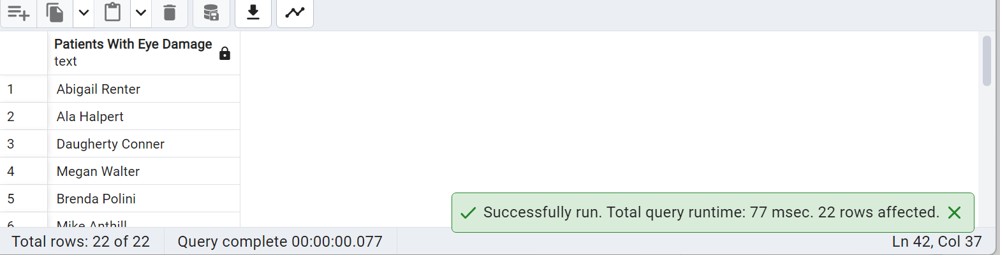 Patients With Eye Damage
text
1 Abigail Renter
2 Ala Halpert
3 Daugherty Conner
4 Megan Walter
5 Brenda Polini
6 Mike Anthill
Successfully run. Total query runtime: 77 msec. 22 rows affected.
Total rows: 22 of 22 Query complete 00:00:00.077 Ln 42, Col 37